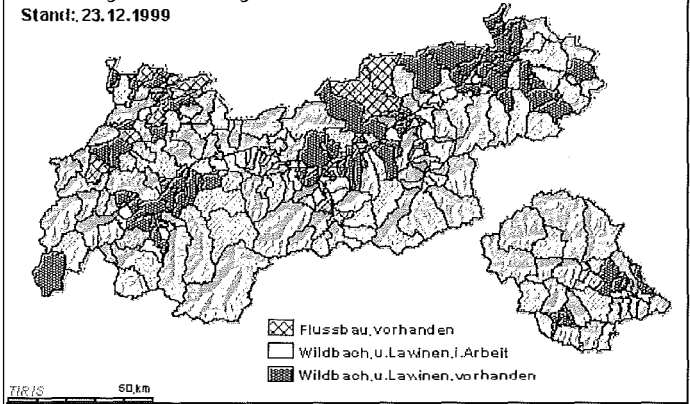 Stand:, 23.12.1999
Flussbau, vorhanden
Wildbach, u. Lawinen, i. Arbeit
Wildbach, u. Lawinen, vorhanden
TIRIS
50, km